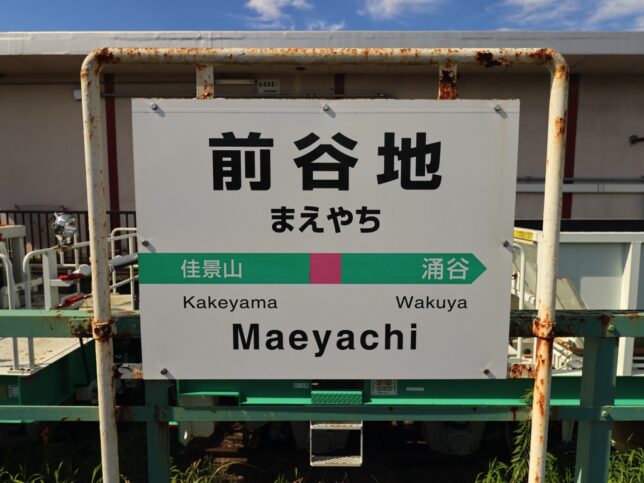 前谷地
まえやち
佳景山 涌谷
Kakeyama Wakuya
Maeyachi